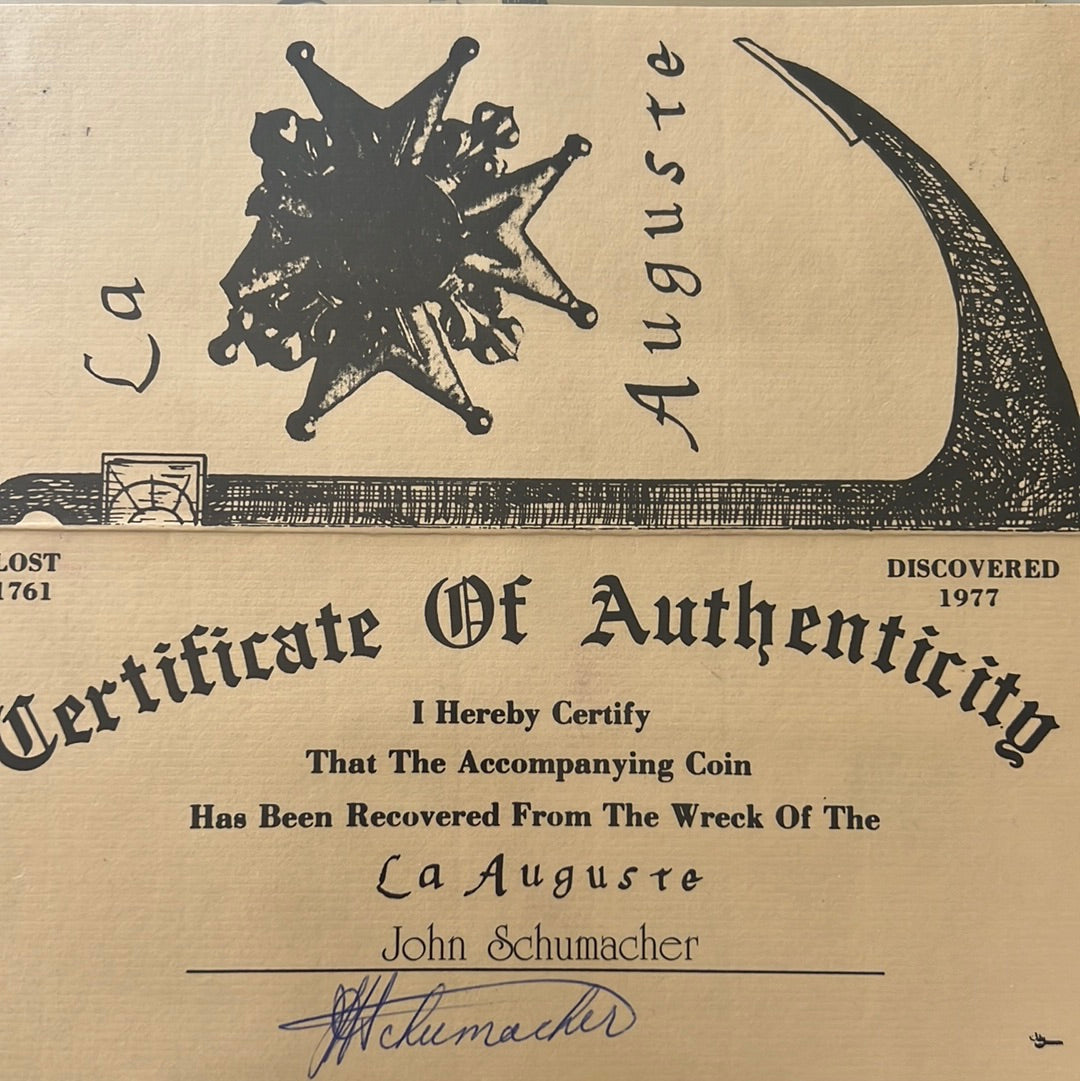 La
Auguste
LOST
1761
DISCOVERED
1977
Certificate Of Authenticity
I Hereby Certify
That The Accompanying Coin
Has Been Recovered From The Wreck Of The
La Auguste
John Schumacher
JHSchumacher